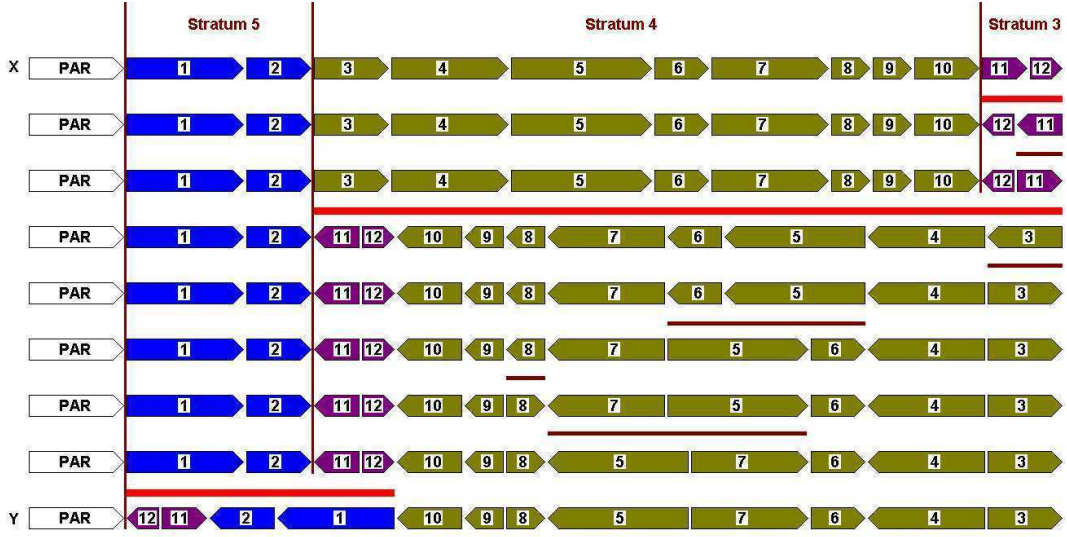 Stratum 5 Stratum 4 Stratum 3
X PAR 1 2 3 4 5 6 7 8 9 10 11 12
PAR 1 2 3 4 5 6 7 8 9 10 12 11
PAR 1 2 3 4 5 6 7 8 9 10 12 11
PAR 1 2 11 12 10 9 8 7 6 5 4 3
PAR 1 2 11 12 10 9 8 7 6 5 4 3
PAR 1 2 11 12 10 9 8 7 5 6 4 3
PAR 1 2 11 12 10 9 8 7 5 6 4 3
PAR 1 2 11 12 10 9 8 5 7 6 4 3
Y PAR 12 11 2 1 10 9 8 5 7 6 4 3